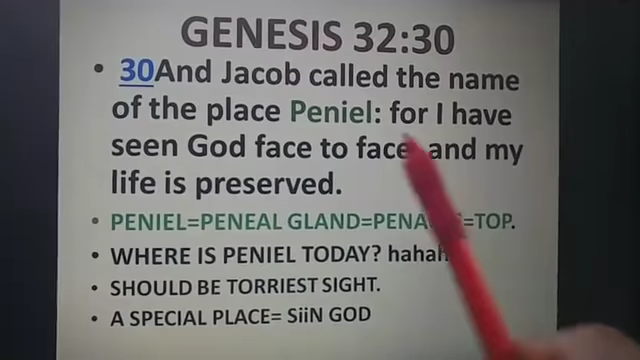 GENESIS 32:30
• 30And Jacob called the name
of the place Peniel: for I have
seen God face to face, and my
life is preserved.
• PENIEL=PENEAL GLAND= =TOP.
• WHERE IS PENIEL TODAY? hahah
• SHOULD BE TORRIEST SIGHT.
• A SPECIAL PLACE= SiiN GOD